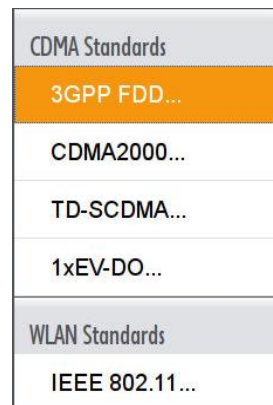 CDMA Standards
3GPP FDD...
CDMA2000...
TD-SCDMA...
1xEV-DO...
WLAN Standards
IEEE 802.11...